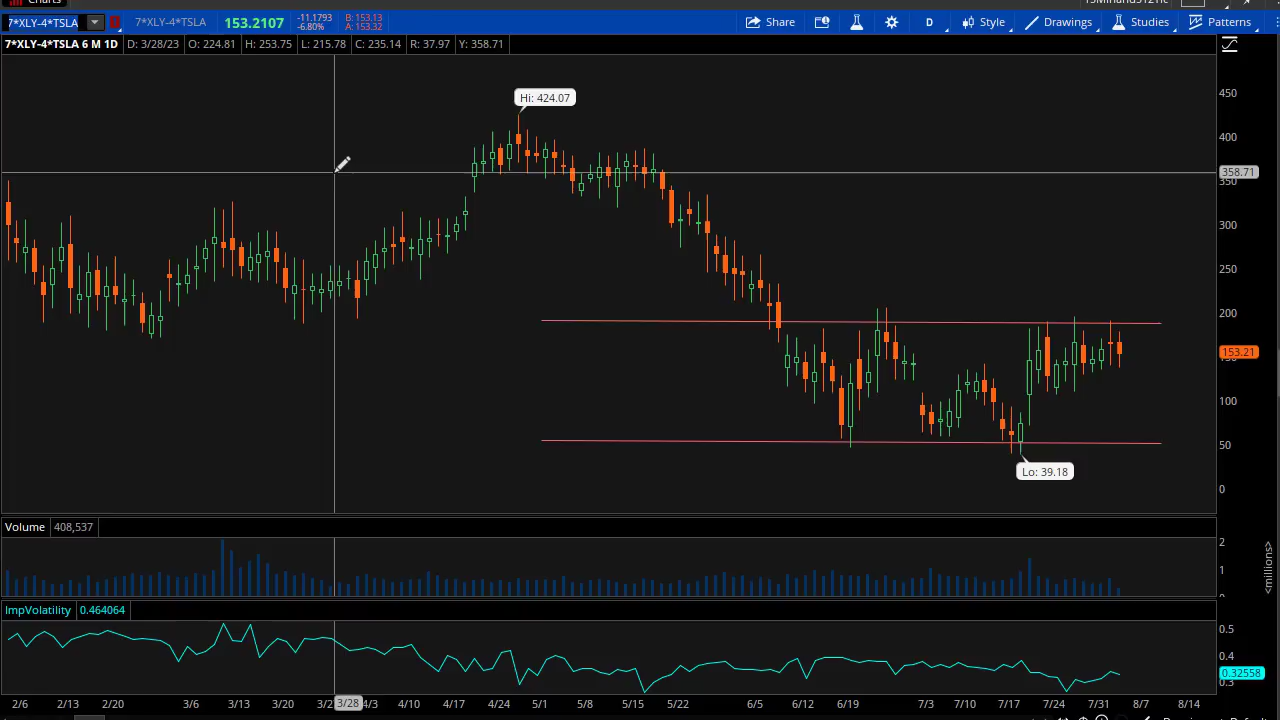 Charts
7*XLY-4*TSLA 7*XLY-4*TSLA 153.2107 -11.1793 -6.80% B: 153.13 A: 153.32 Share D Style Drawings Studies Patterns
7*XLY-4*TSLA 6 M 1D D: 3/28/23 O: 224.81 H: 253.75 L: 215.78 C: 235.14 R: 37.97 Y: 358.71
Hi: 424.07
450
400
358.71
350
300
250
200
153.21
100
50
Lo: 39.18
0
Volume 408,537
2
1
0
<millions>
ImpVolatility 0.464064
0.5
0.4
0.32558
0.3
2/6 2/13 2/20 3/6 3/13 3/20 3/28 4/3 4/10 4/17 4/24 5/1 5/8 5/15 5/22 6/5 6/12 6/19 7/3 7/10 7/17 7/24 7/31 8/7 8/14